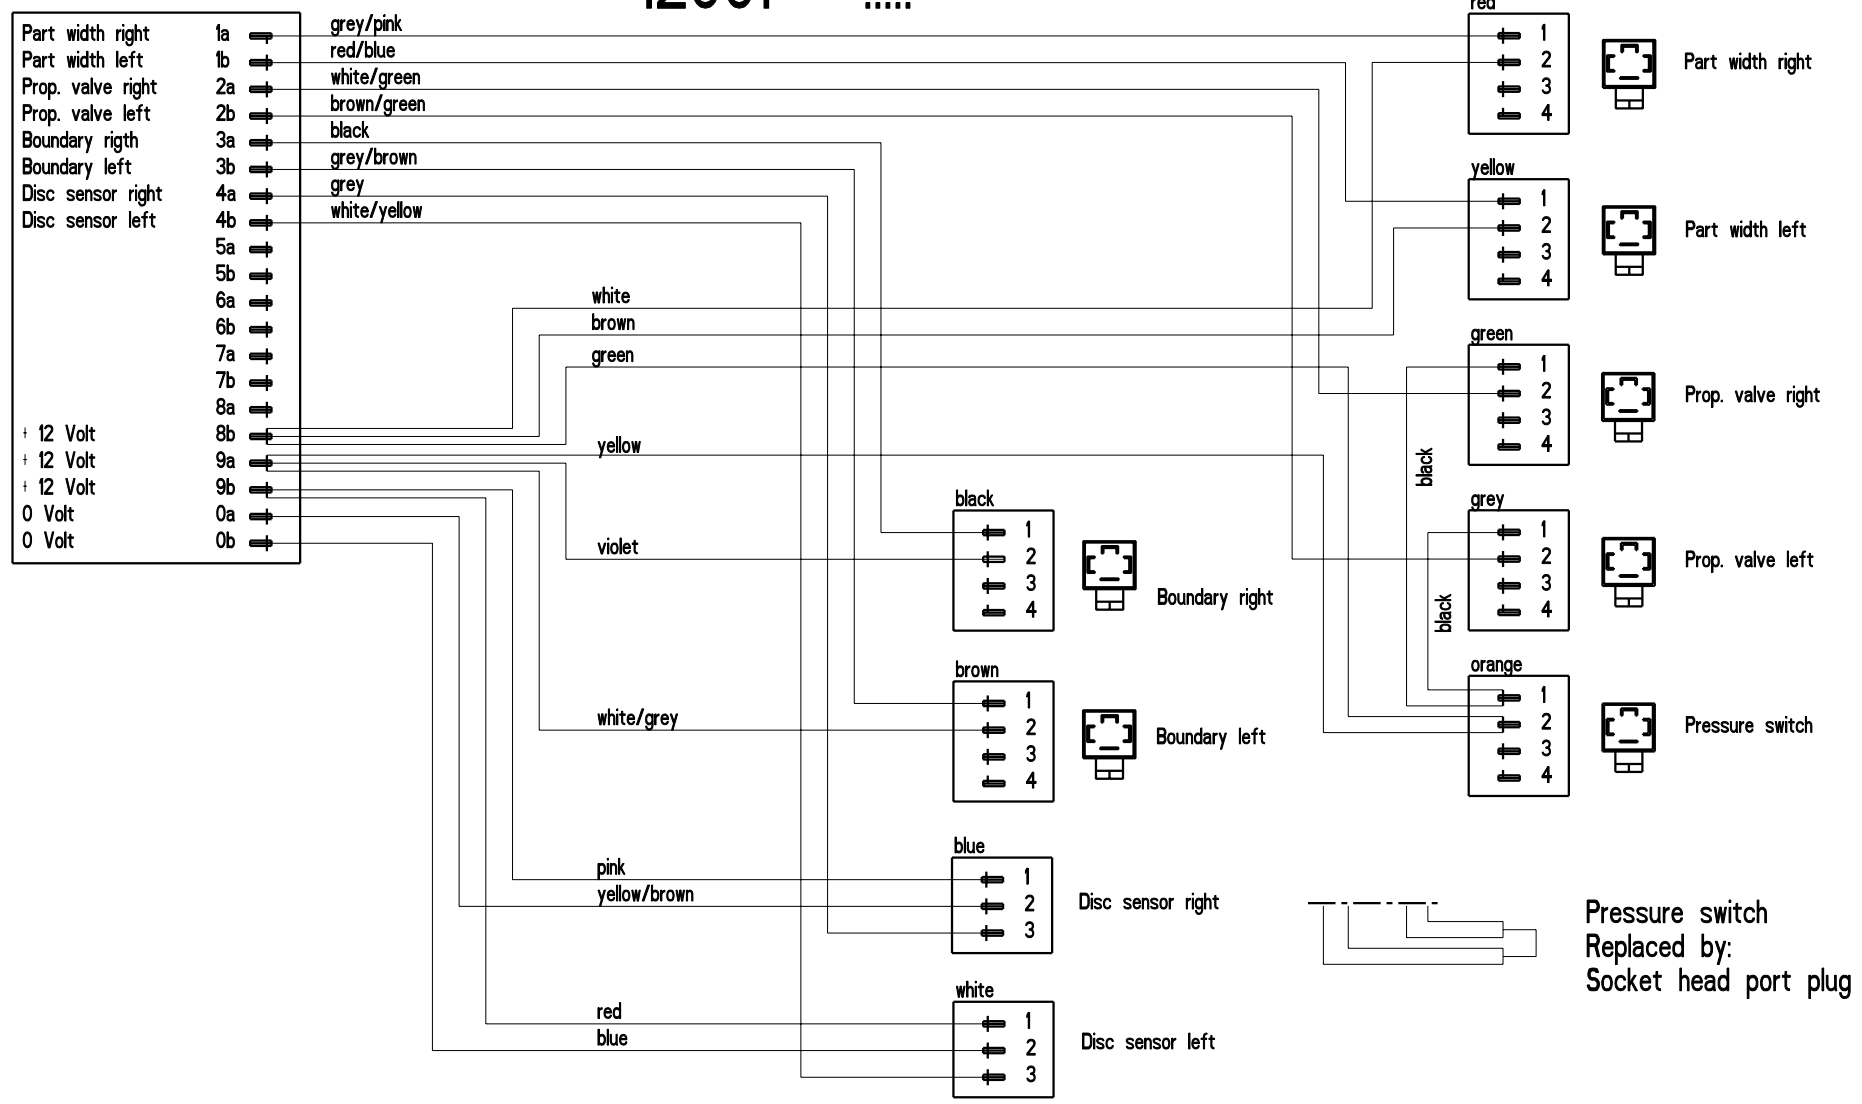 Part width right 1a
Part width left 1b
Prop. valve right 2a
Prop. valve left 2b
Boundary rigth 3a
Boundary left 3b
Disc sensor right 4a
Disc sensor left 4b
5a
5b
6a
6b
7a
7b
8a
+ 12 Volt 8b
+ 12 Volt 9a
+ 12 Volt 9b
0 Volt 0a
0 Volt 0b
grey/pink
red/blue
white/green
brown/green
black
grey/brown
grey
white/yellow
white
brown
green
yellow
violet
white/grey
pink
yellow/brown
red
blue
black
1
2
3
4
Boundary right
brown
1
2
3
4
Boundary left
blue
1
2
3
Disc sensor right
white
1
2
3
Disc sensor left
red
1
2
3
4
Part width right
yellow
1
2
3
4
Part width left
green
1
2
3
4
Prop. valve right
black
grey
1
2
3
4
Prop. valve left
black
orange
1
2
3
4
Pressure switch
Pressure switch
Replaced by:
Socket head port plug